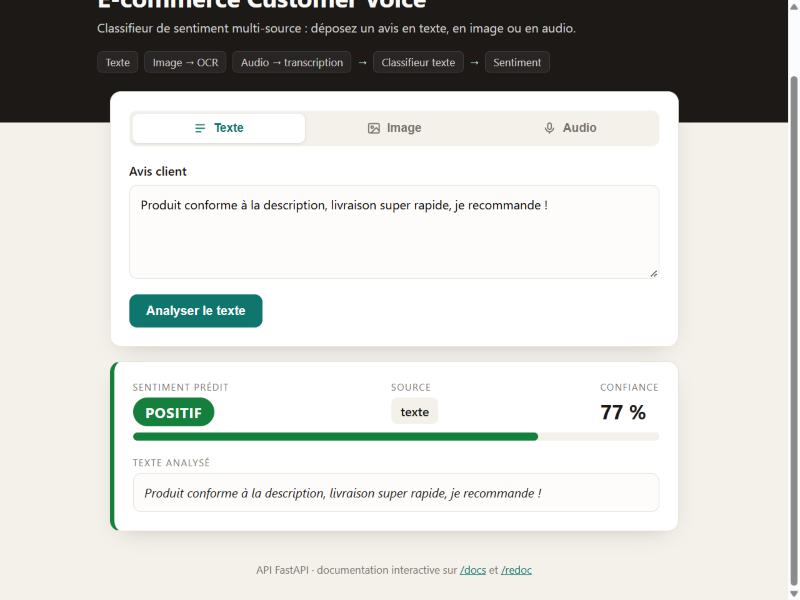 E-commerce Customer Voice
Classifieur de sentiment multi-source : déposez un avis en texte, en image ou en audio.
Texte Image → OCR Audio → transcription → Classifieur texte → Sentiment
Texte Image Audio
Avis client
Produit conforme à la description, livraison super rapide, je recommande !
Analyser le texte
SENTIMENT PRÉDIT SOURCE CONFIANCE
POSITIF texte 77 %
TEXTE ANALYSÉ
Produit conforme à la description, livraison super rapide, je recommande !
API FastAPI · documentation interactive sur /docs et /redoc